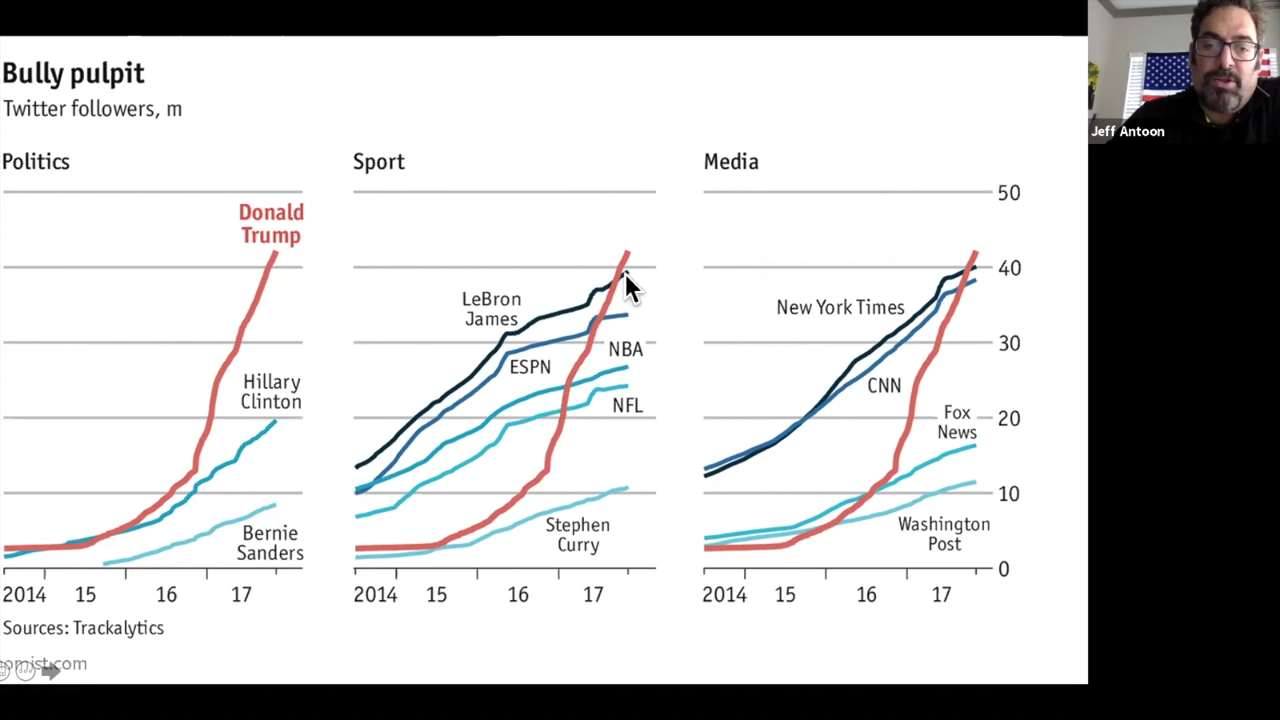 Bully pulpit
Twitter followers, m
Politics
Donald
Trump
Hillary
Clinton
Bernie
Sanders
2014 15 16 17
Sport
LeBron
James
ESPN
NBA
NFL
Stephen
Curry
2014 15 16 17
Media
50
40
30
20
10
0
New York Times
CNN
Fox
News
Washington
Post
2014 15 16 17
Sources: Trackalytics
omist.com
Jeff Antoon